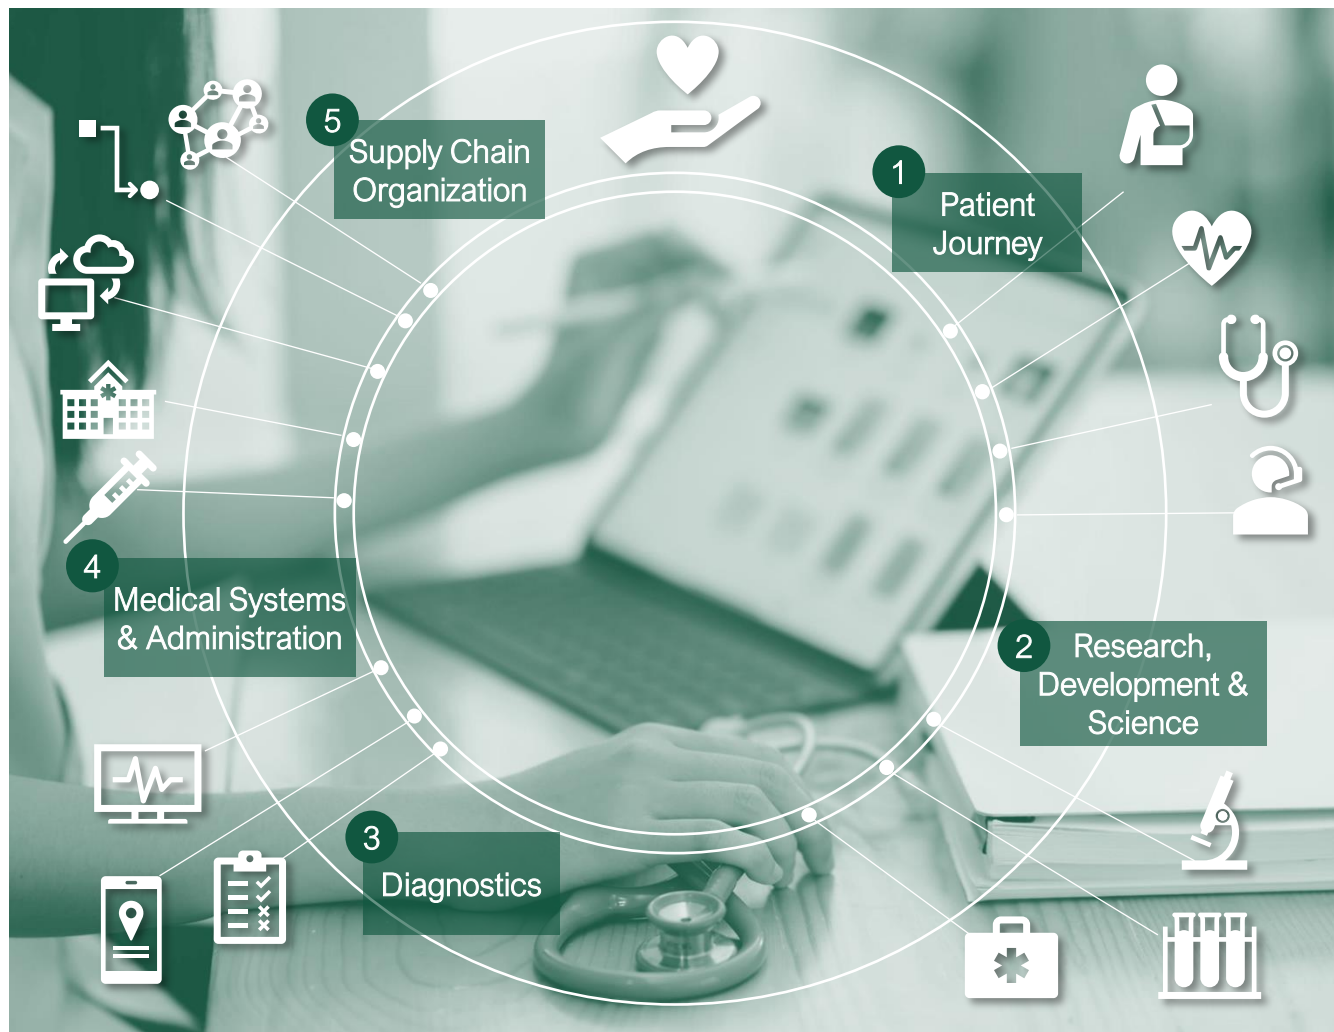 1
Patient
Journey
2
Research,
Development &
Science
3
Diagnostics
4
Medical Systems
& Administration
5
Supply Chain
Organization